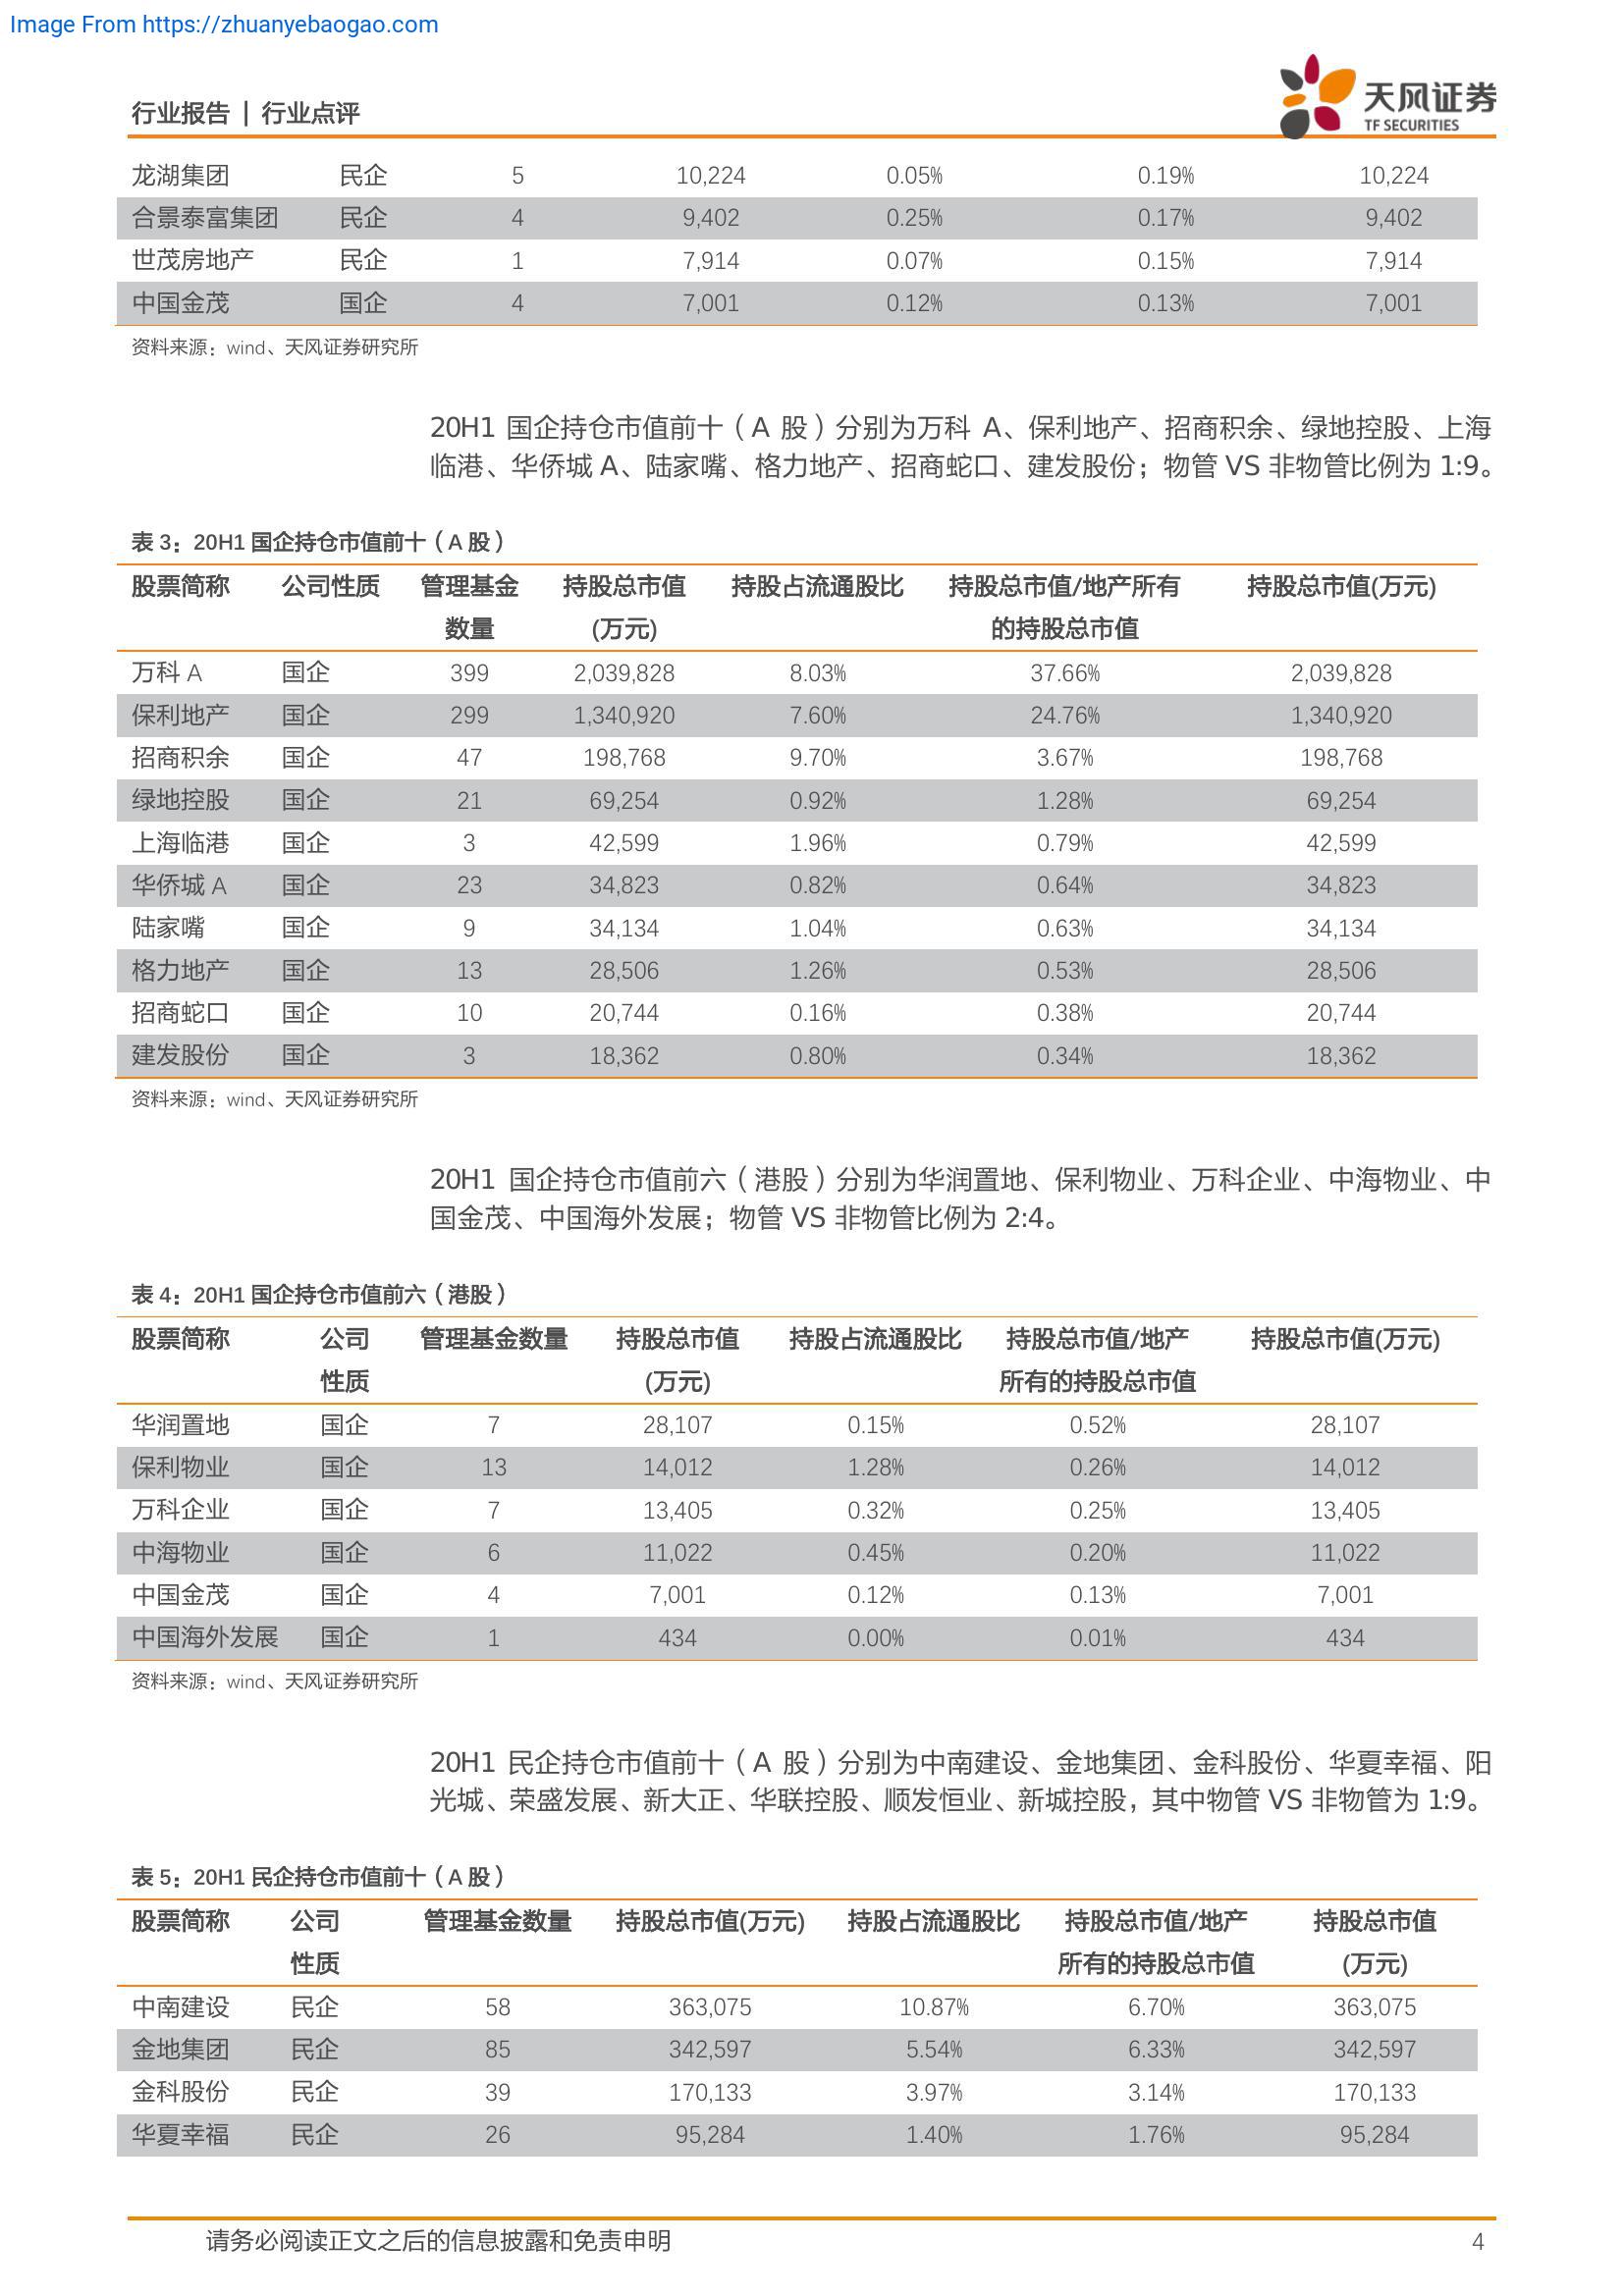 Image From https://zhuanyebaogao.com
行业报告 | 行业点评
天风证券
TF SECURITIES
龙湖集团 民企 5 10,224 0.05% 0.19% 10,224
合景泰富集团 民企 4 9,402 0.25% 0.17% 9,402
世茂房地产 民企 1 7,914 0.07% 0.15% 7,914
中国金茂 国企 4 7,001 0.12% 0.13% 7,001
资料来源：wind、天风证券研究所
20H1 国企持仓市值前十（A 股）分别为万科 A、保利地产、招商积余、绿地控股、上海
临港、华侨城 A、陆家嘴、格力地产、招商蛇口、建发股份；物管 VS 非物管比例为 1:9。
表 3：20H1 国企持仓市值前十（A 股）
股票简称 公司性质 管理基金 持股总市值 持股占流通股比 持股总市值/地产所有 持股总市值(万元)
数量 (万元) 的持股总市值
万科 A 国企 399 2,039,828 8.03% 37.66% 2,039,828
保利地产 国企 299 1,340,920 7.60% 24.76% 1,340,920
招商积余 国企 47 198,768 9.70% 3.67% 198,768
绿地控股 国企 21 69,254 0.92% 1.28% 69,254
上海临港 国企 3 42,599 1.96% 0.79% 42,599
华侨城 A 国企 23 34,823 0.82% 0.64% 34,823
陆家嘴 国企 9 34,134 1.04% 0.63% 34,134
格力地产 国企 13 28,506 1.26% 0.53% 28,506
招商蛇口 国企 10 20,744 0.16% 0.38% 20,744
建发股份 国企 3 18,362 0.80% 0.34% 18,362
资料来源：wind、天风证券研究所
20H1 国企持仓市值前六（港股）分别为华润置地、保利物业、万科企业、中海物业、中
国金茂、中国海外发展；物管 VS 非物管比例为 2:4。
表 4：20H1 国企持仓市值前六（港股）
股票简称 公司 管理基金数量 持股总市值 持股占流通股比 持股总市值/地产 持股总市值(万元)
性质 (万元) 所有的持股总市值
华润置地 国企 7 28,107 0.15% 0.52% 28,107
保利物业 国企 13 14,012 1.28% 0.26% 14,012
万科企业 国企 7 13,405 0.32% 0.25% 13,405
中海物业 国企 6 11,022 0.45% 0.20% 11,022
中国金茂 国企 4 7,001 0.12% 0.13% 7,001
中国海外发展 国企 1 434 0.00% 0.01% 434
资料来源：wind、天风证券研究所
20H1 民企持仓市值前十（A 股）分别为中南建设、金地集团、金科股份、华夏幸福、阳
光城、荣盛发展、新大正、华联控股、顺发恒业、新城控股，其中物管 VS 非物管为 1:9。
表 5：20H1 民企持仓市值前十（A 股）
股票简称 公司 管理基金数量 持股总市值(万元) 持股占流通股比 持股总市值/地产 持股总市值
性质 所有的持股总市值 (万元)
中南建设 民企 58 363,075 10.87% 6.70% 363,075
金地集团 民企 85 342,597 5.54% 6.33% 342,597
金科股份 民企 39 170,133 3.97% 3.14% 170,133
华夏幸福 民企 26 95,284 1.40% 1.76% 95,284
请务必阅读正文之后的信息披露和免责申明 4